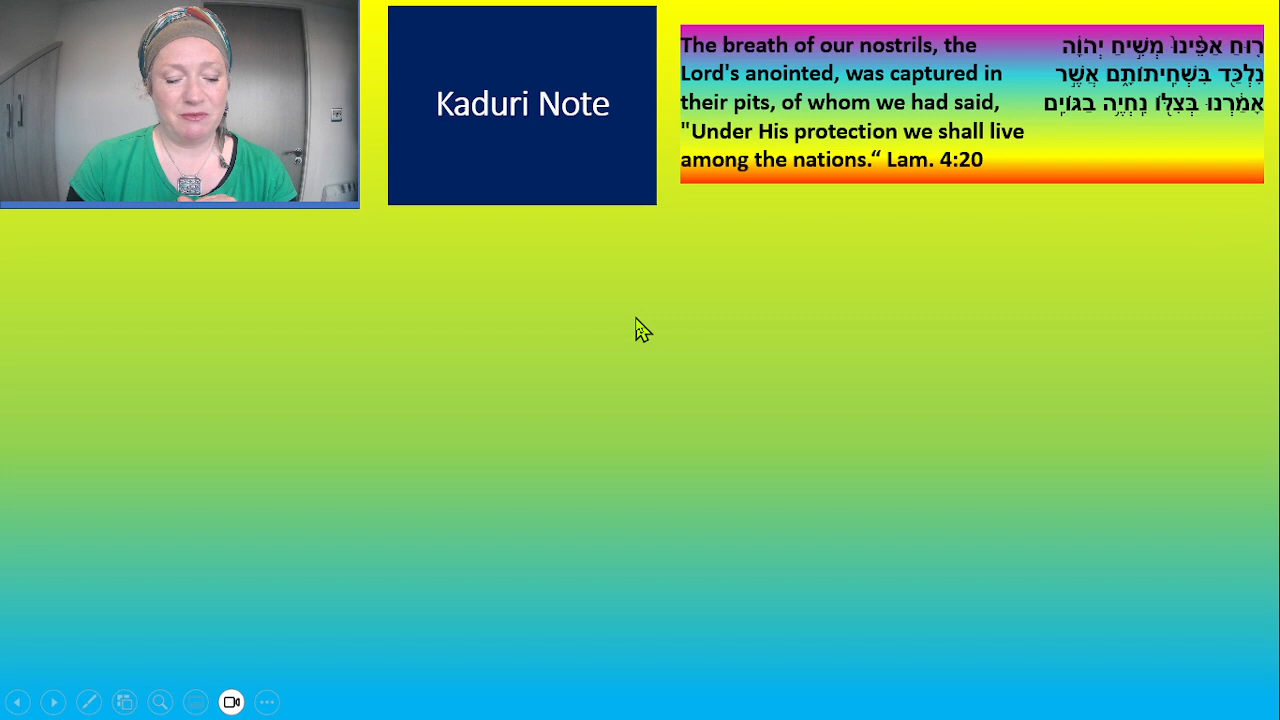 Kaduri Note
The breath of our nostrils, the
Lord's anointed, was captured in
their pits, of whom we had said,
"Under His protection we shall live
among the nations.“ Lam. 4:20
ר֤וּחַ אַפֵּ֙ינוּ֙ מְשִׁ֣יחַ יְהוָ֔ה
נִלְכַּ֖ד בִּשְׁחִֽיתוֹתָ֑ם אֲשֶׁ֣ר
אָמַ֔רְנוּ בְּצִלּ֖וֹ נִֽחְיֶ֥ה בַגּוֹיִֽם